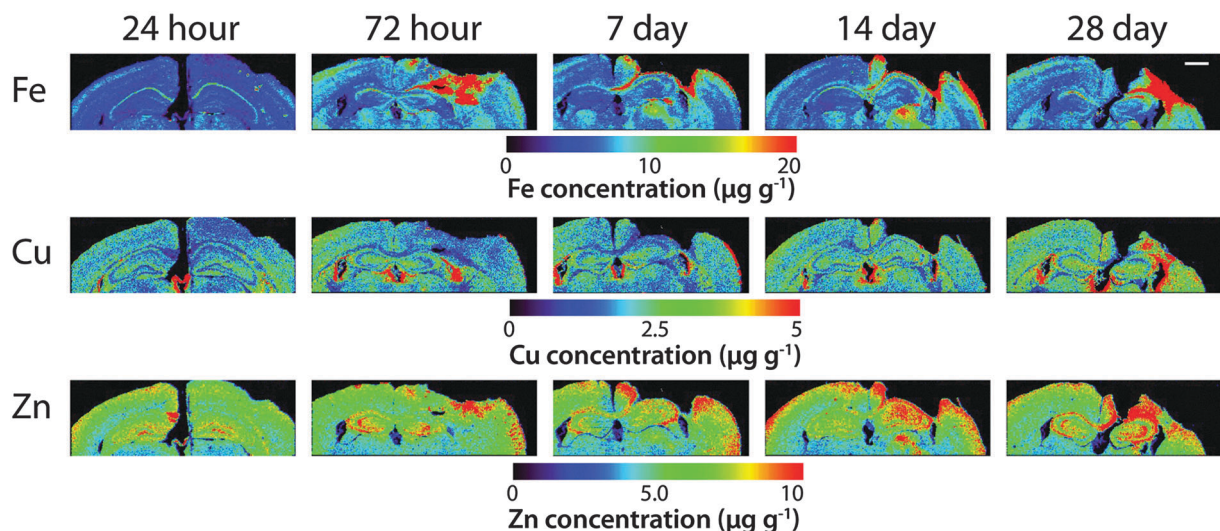 24 hour 72 hour 7 day 14 day 28 day
Fe
0 10 20
Fe concentration (µg g⁻¹)
Cu
0 2.5 5
Cu concentration (µg g⁻¹)
Zn
0 5.0 10
Zn concentration (µg g⁻¹)